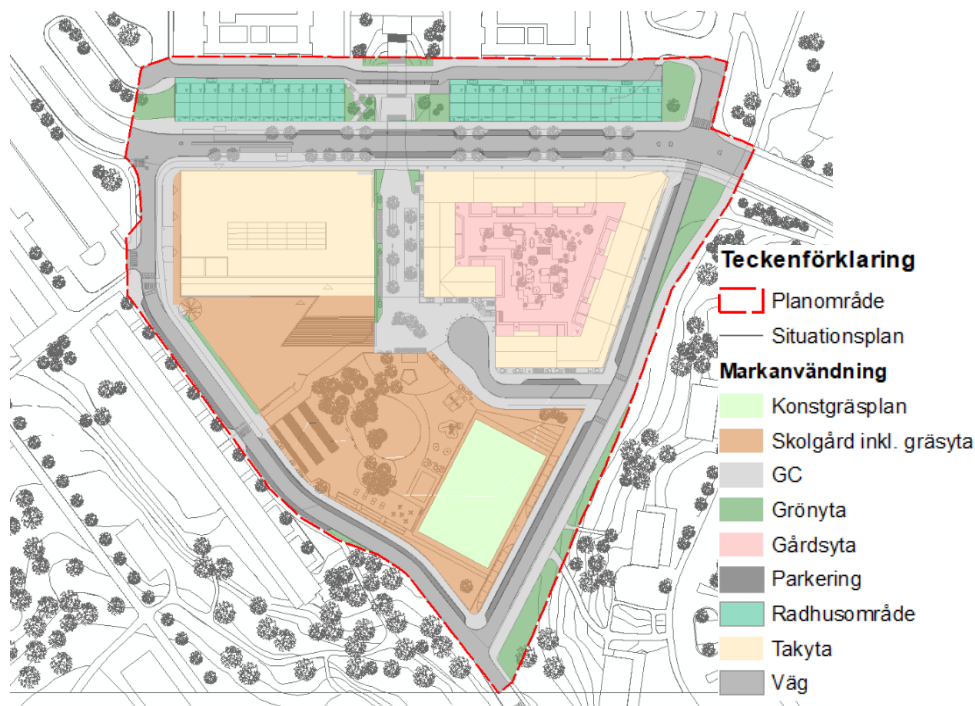 Teckenförklaring
Planområde
Situationsplan
Markanvändning
Konstgräsplan
Skolgård inkl. gräsyta
GC
Grönyta
Gårdsyta
Parkering
Radhusområde
Takyta
Väg